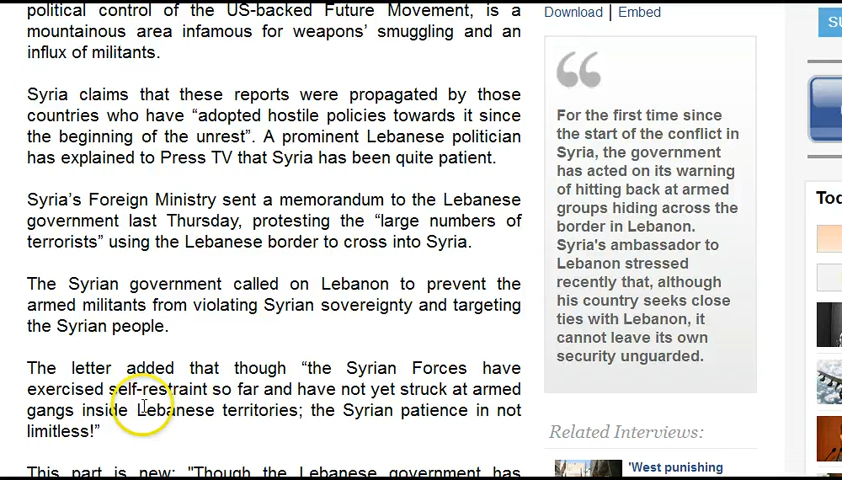 political control of the US-backed Future Movement, is a
mountainous area infamous for weapons’ smuggling and an
influx of militants.
Syria claims that these reports were propagated by those
countries who have “adopted hostile policies towards it since
the beginning of the unrest”. A prominent Lebanese politician
has explained to Press TV that Syria has been quite patient.
Syria’s Foreign Ministry sent a memorandum to the Lebanese
government last Thursday, protesting the “large numbers of
terrorists” using the Lebanese border to cross into Syria.
The Syrian government called on Lebanon to prevent the
armed militants from violating Syrian sovereignty and targeting
the Syrian people.
The letter added that though “the Syrian Forces have
exercised self-restraint so far and have not yet struck at armed
gangs inside Lebanese territories; the Syrian patience in not
limitless!”
This part is new: "Though the Lebanese government has
Download | Embed
For the first time since
the start of the conflict in
Syria, the government
has acted on its warning
of hitting back at armed
groups hiding across the
border in Lebanon.
Syria's ambassador to
Lebanon stressed
recently that, although
his country seeks close
ties with Lebanon, it
cannot leave its own
security unguarded.
Related Interviews:
'West punishing